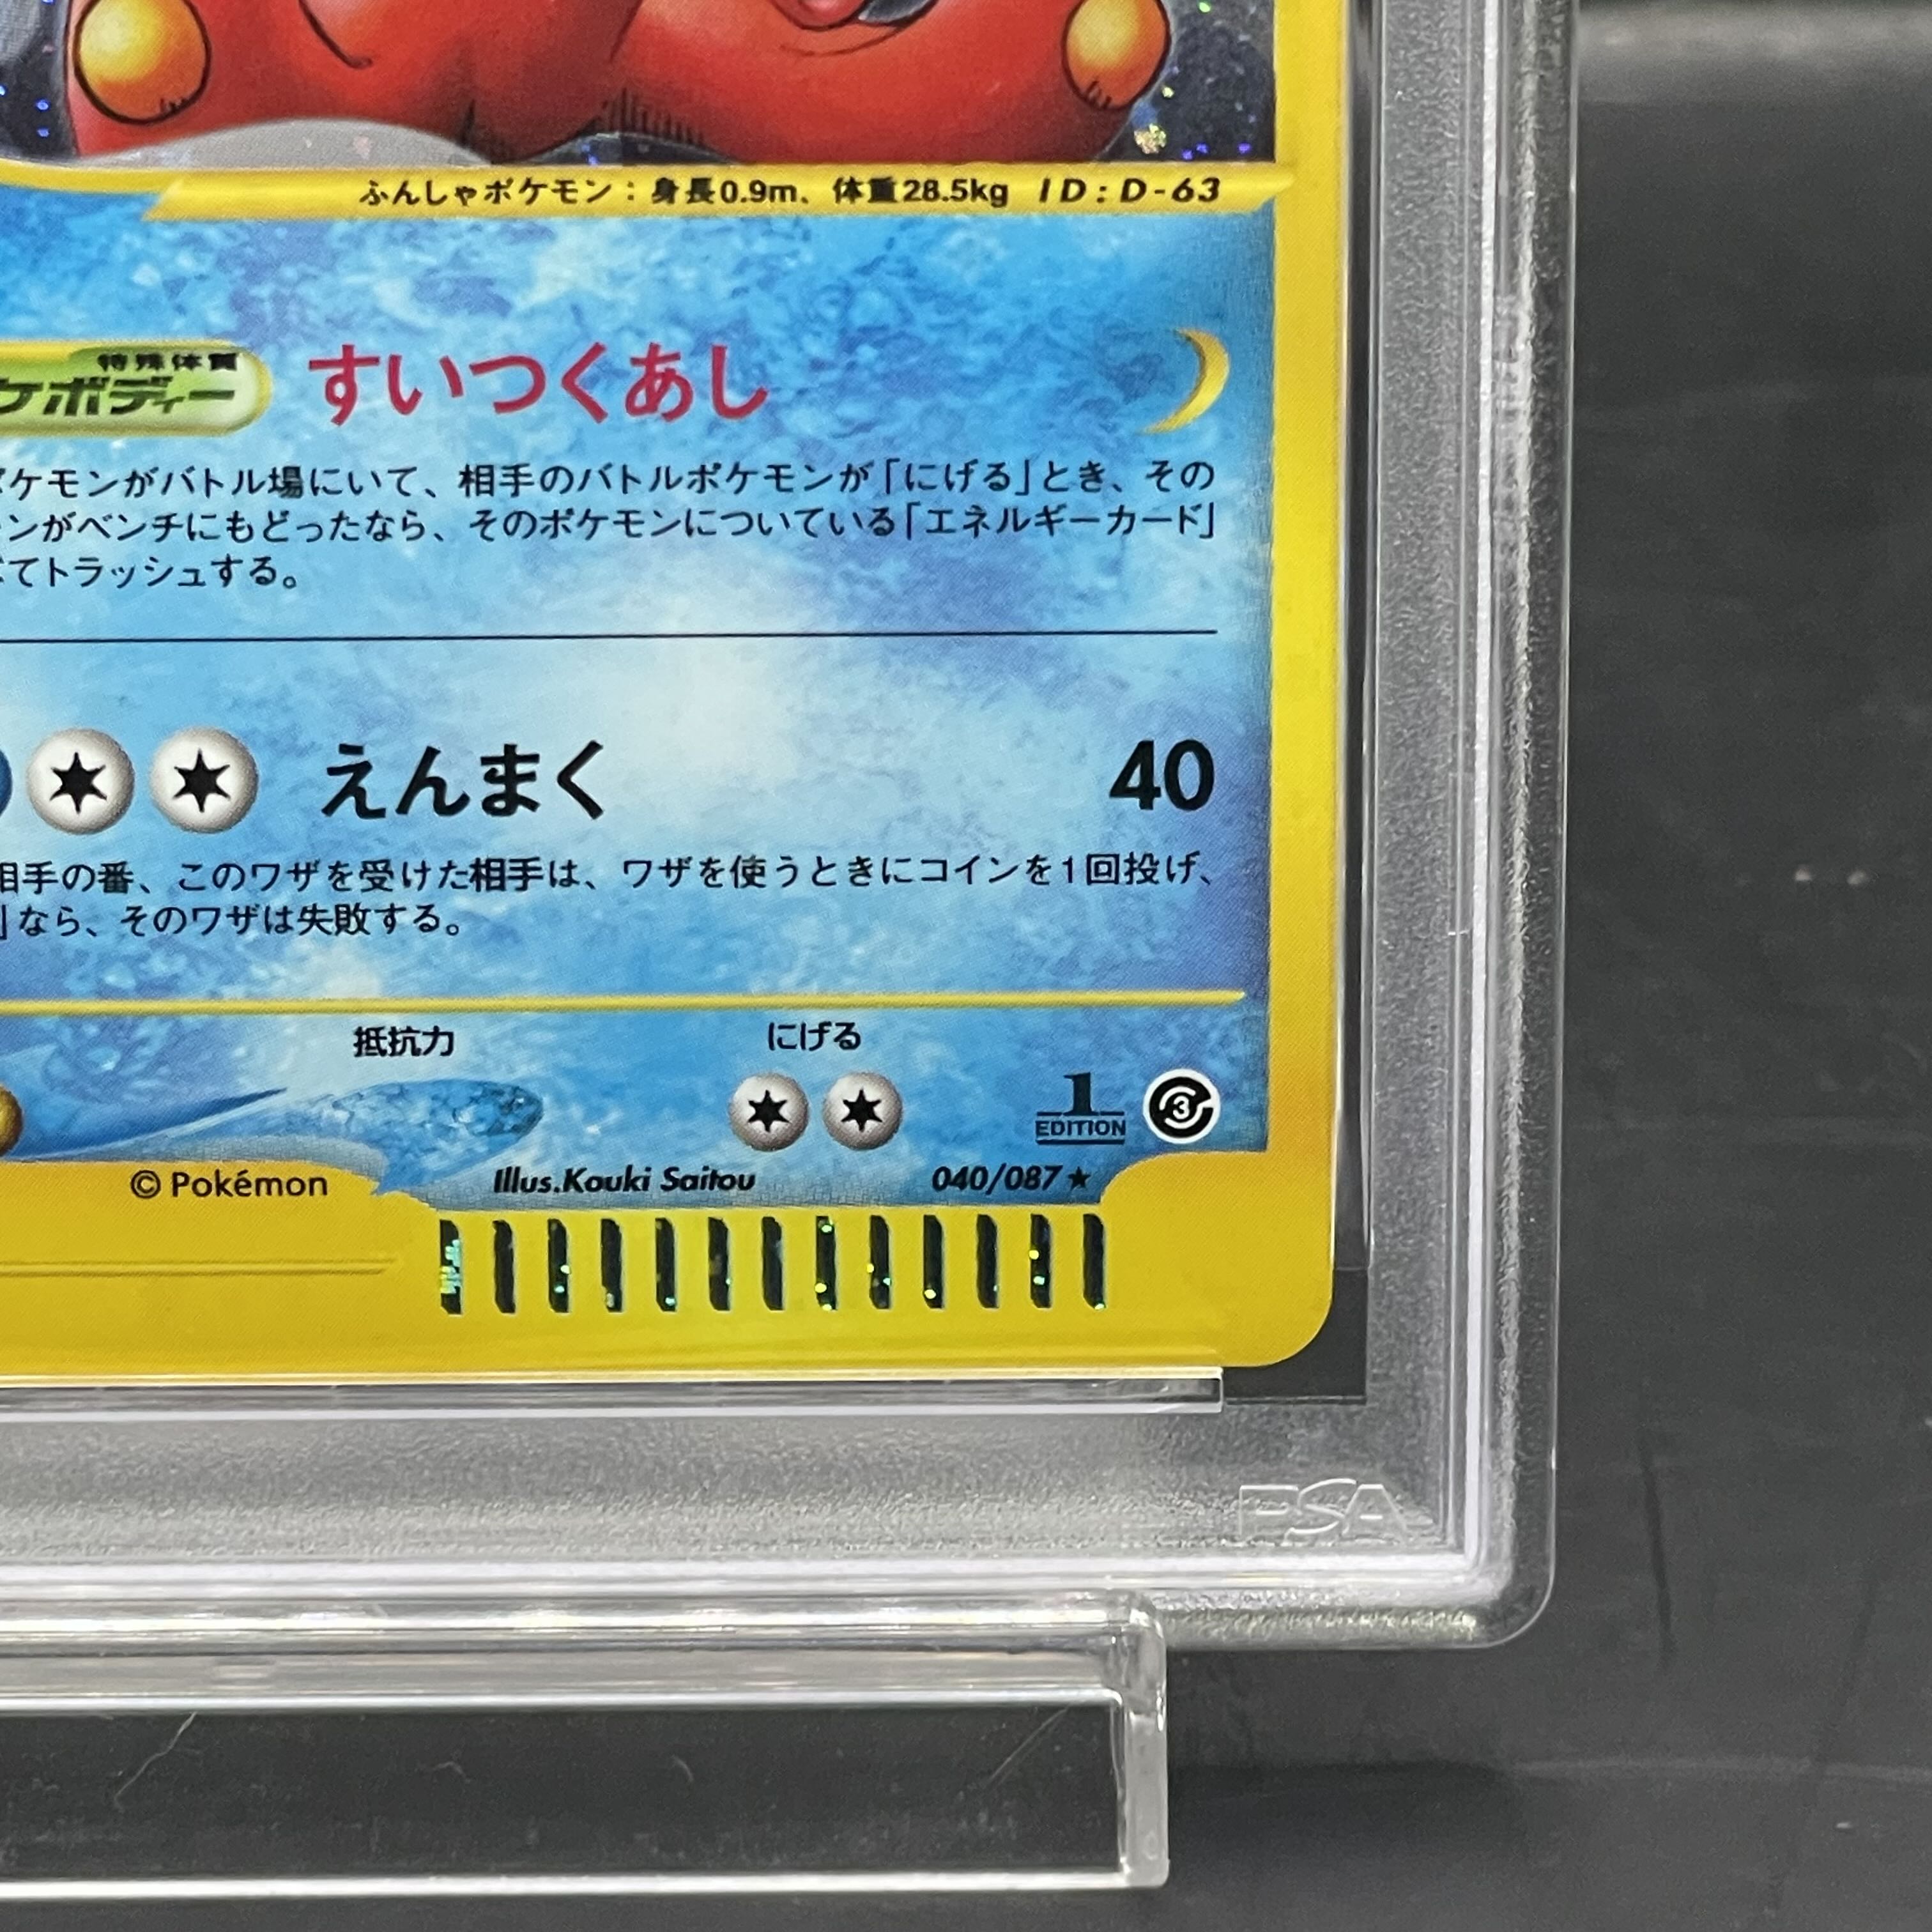 ふんしゃポケモン：身長0.9m、体重28.5kg ID:D-63
特殊体質
ケボディー すいつくあし
ポケモンがバトル場にいて、相手のバトルポケモンが「にげる」とき、その
ンがベンチにもどったなら、そのポケモンについている「エネルギーカード」
てトラッシュする。
えんまく 40
相手の番、このワザを受けた相手は、ワザを使うときにコインを1回投げ、
」なら、そのワザは失敗する。
抵抗力 にげる
1
EDITION
3
© Pokémon Illus.Kouki Saitou 040/087★
PSA